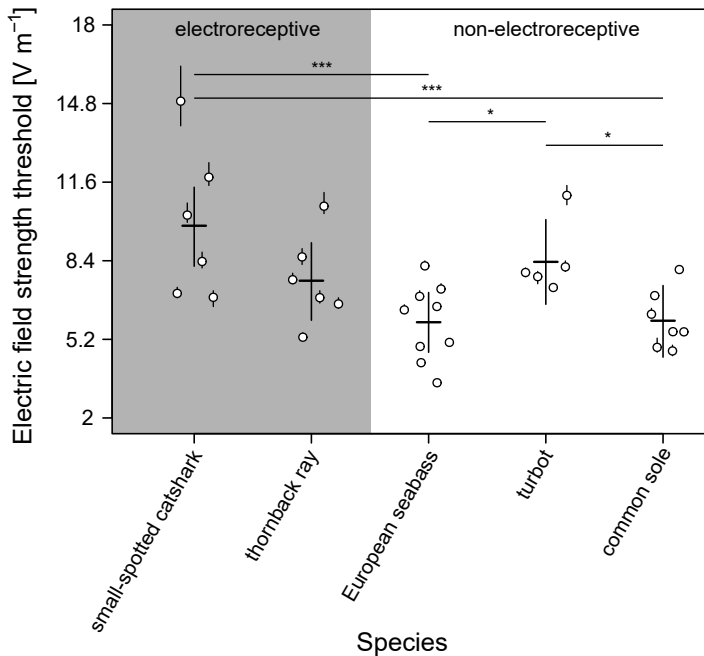 Electric field strength threshold [V m⁻¹]
18
14.8
11.6
8.4
5.2
2
electroreceptive
non-electroreceptive
***
***
*
*
small-spotted catshark
thornback ray
European seabass
turbot
common sole
Species